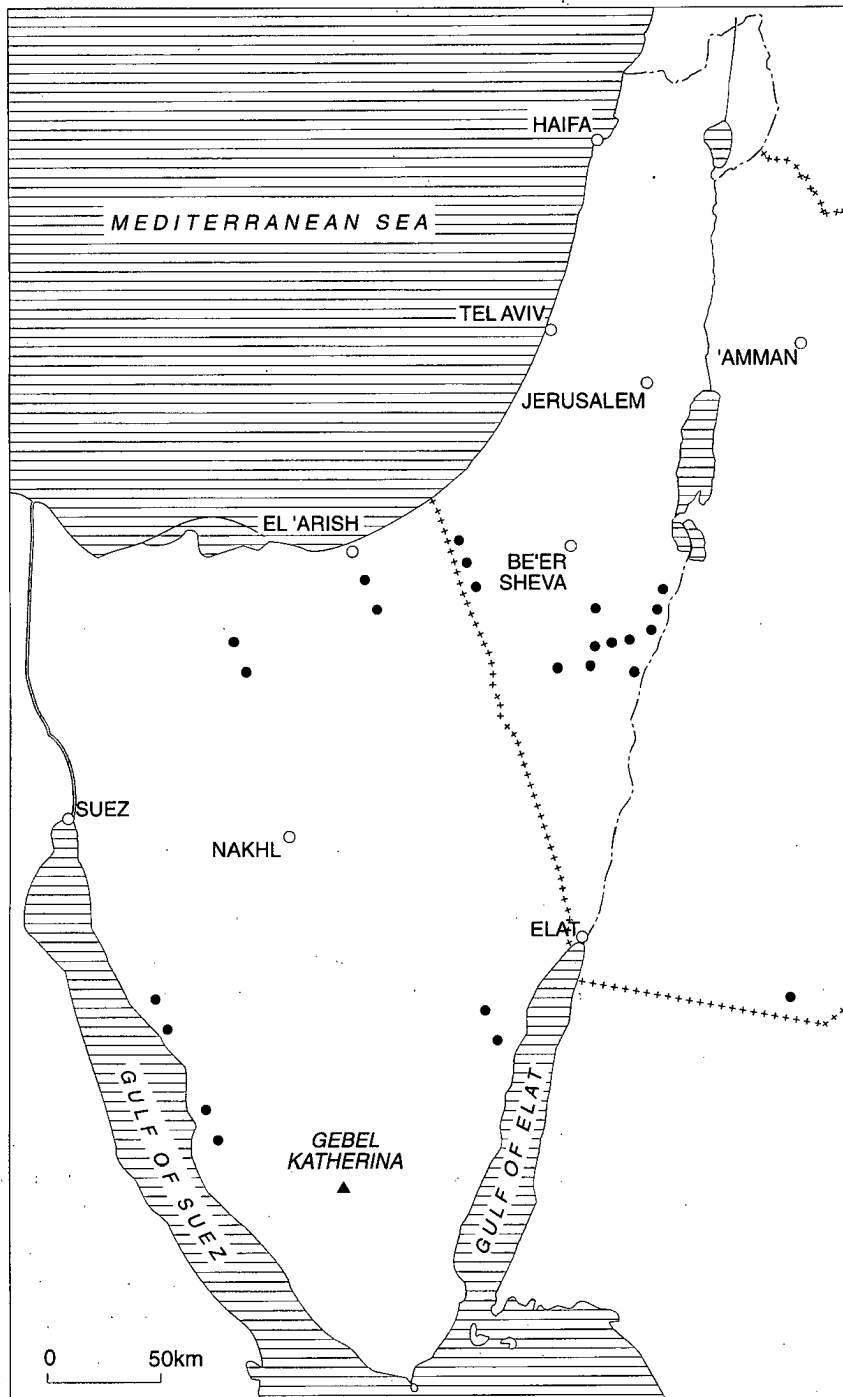 HAIFA
MEDITERRANEAN SEA
TEL AVIV
'AMMAN
JERUSALEM
EL 'ARISH
BE'ER
SHEVA
SUEZ
NAKHL
ELAT
GULF OF SUEZ
GULF OF ELAT
GEBEL
KATHERINA
0 50km